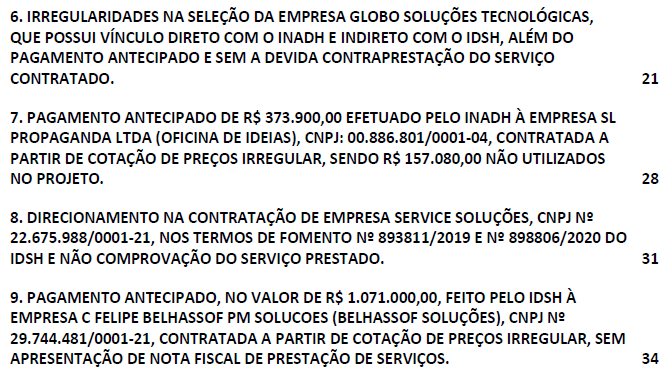 6. IRREGULARIDADES NA SELEÇÃO DA EMPRESA GLOBO SOLUÇÕES TECNOLÓGICAS,
QUE POSSUI VÍNCULO DIRETO COM O INADH E INDIRETO COM O IDSH, ALÉM DO
PAGAMENTO ANTECIPADO E SEM A DEVIDA CONTRAPRESTAÇÃO DO SERVIÇO
CONTRATADO. 21
7. PAGAMENTO ANTECIPADO DE R$ 373.900,00 EFETUADO PELO INADH À EMPRESA SL
PROPAGANDA LTDA (OFICINA DE IDEIAS), CNPJ: 00.886.801/0001-04, CONTRATADA A
PARTIR DE COTAÇÃO DE PREÇOS IRREGULAR, SENDO R$ 157.080,00 NÃO UTILIZADOS
NO PROJETO. 28
8. DIRECIONAMENTO NA CONTRATAÇÃO DE EMPRESA SERVICE SOLUÇÕES, CNPJ Nº
22.675.988/0001-21, NOS TERMOS DE FOMENTO Nº 893811/2019 E Nº 898806/2020 DO
IDSH E NÃO COMPROVAÇÃO DO SERVIÇO PRESTADO. 31
9. PAGAMENTO ANTECIPADO, NO VALOR DE R$ 1.071.000,00, FEITO PELO IDSH À
EMPRESA C FELIPE BELHASSOF PM SOLUCOES (BELHASSOF SOLUÇÕES), CNPJ Nº
29.744.481/0001-21, CONTRATADA A PARTIR DE COTAÇÃO DE PREÇOS IRREGULAR, SEM
APRESENTAÇÃO DE NOTA FISCAL DE PRESTAÇÃO DE SERVIÇOS. 34